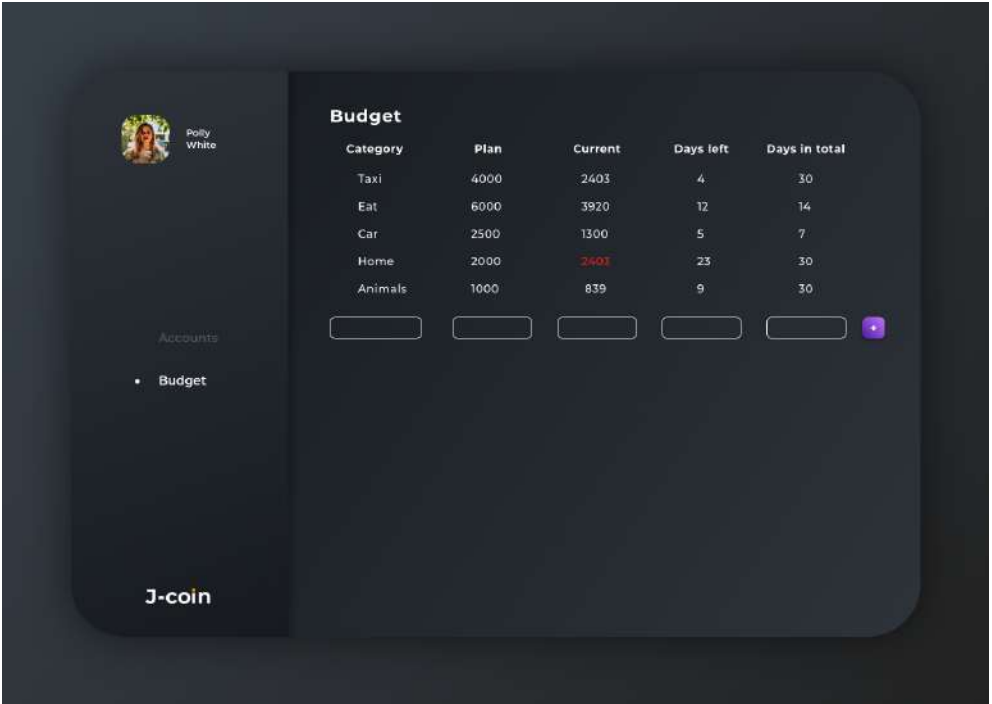 Polly
White
Accounts
Budget
J-coin
Budget
Category Plan Current Days left Days in total
Taxi 4000 2403 4 30
Eat 6000 3920 12 14
Car 2500 1300 5 7
Home 2000 2403 23 30
Animals 1000 839 9 30
+